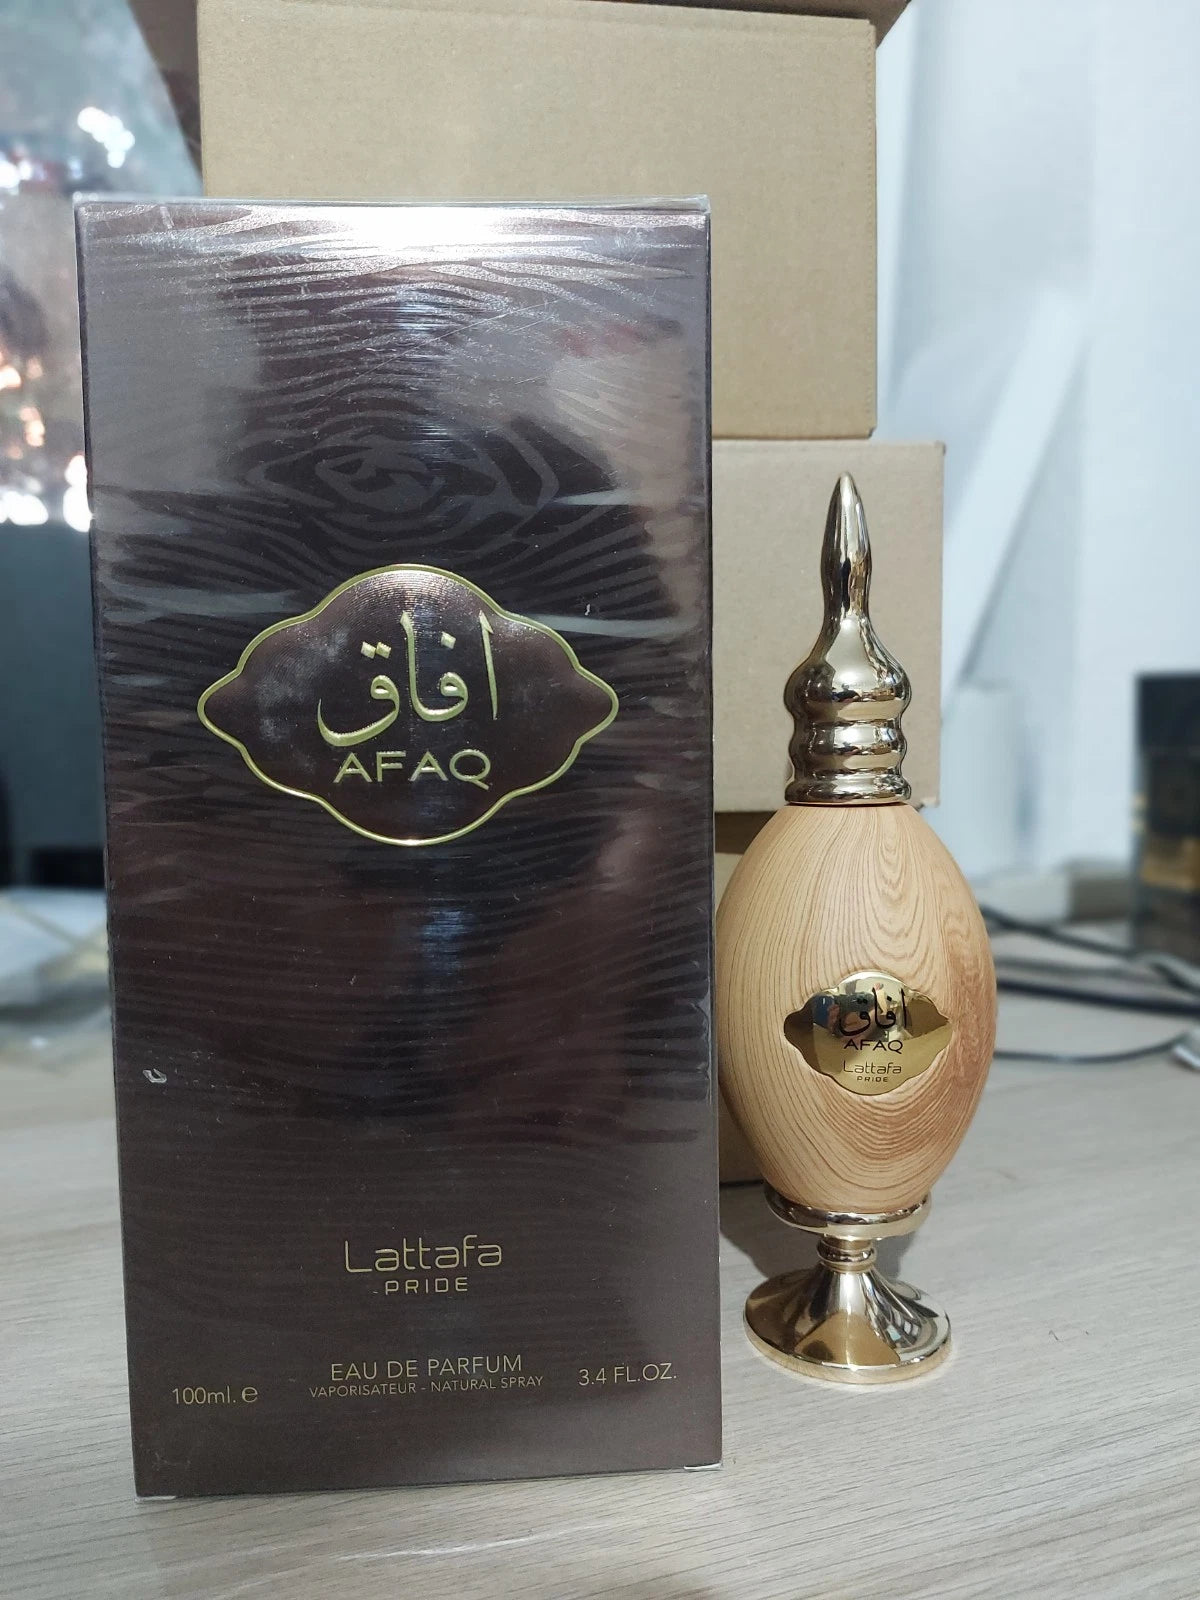 افاق
AFAQ
Lattafa
PRIDE
EAU DE PARFUM
VAPORISATEUR - NATURAL SPRAY
100ml. ℮
3.4 FL.OZ.
افاق
AFAQ
Lattafa
PRIDE